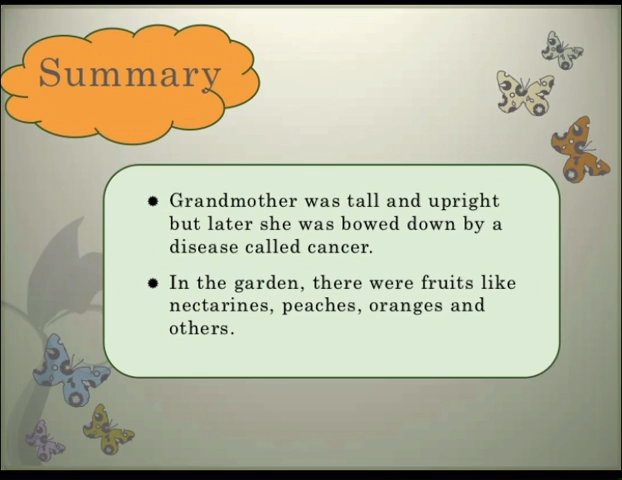 Summary
Grandmother was tall and upright
but later she was bowed down by a
disease called cancer.
In the garden, there were fruits like
nectarines, peaches, oranges and
others.